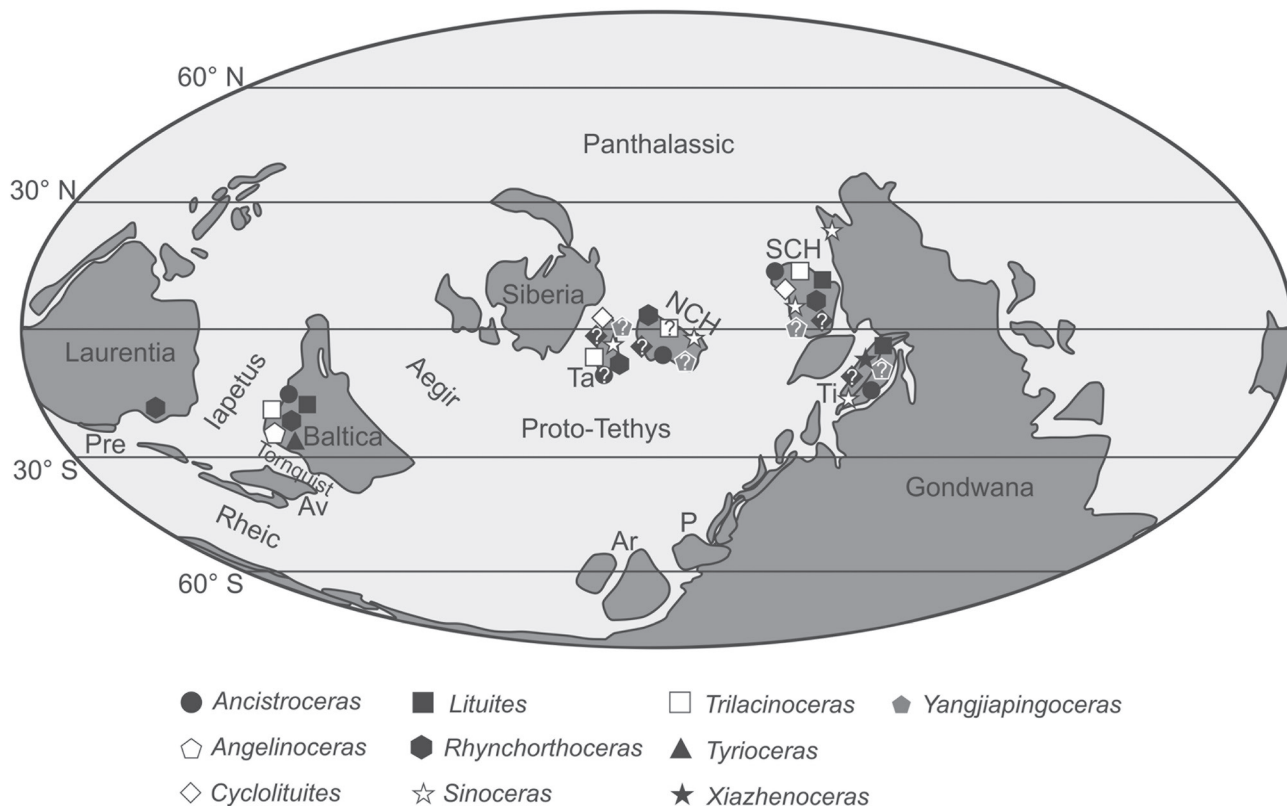 60° N
Panthalassic
30° N
SCH
Siberia
NCH
Laurentia
Iapetus
Aegir
Ta
Ti
Pre
Baltica
Proto-Tethys
30° S
Tornquist
Av
Gondwana
Rheic
Ar
P
60° S
? ? ? ? ? ? ? ? ? ? ?
Ancistroceras Lituites Trilacinoceras Yangjiapingoceras
Angelinoceras Rhynchorthoceras Tyrioceras
Cyclolituites Sinoceras Xiazhenoceras